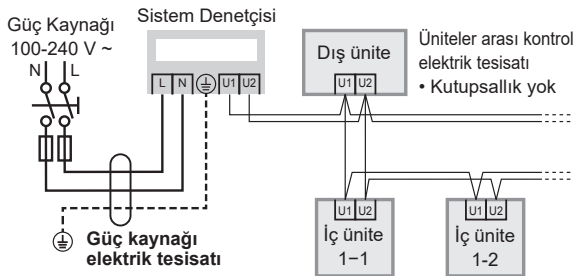 Güç Kaynağı
100-240 V ~
N L
Sistem Denetçisi
L N U1 U2
Dış ünite
U1 U2
Üniteler arası kontrol
elektrik tesisatı
• Kutupsallık yok
Güç kaynağı
elektrik tesisatı
U1 U2
İç ünite
1−1
U1 U2
İç ünite
1-2